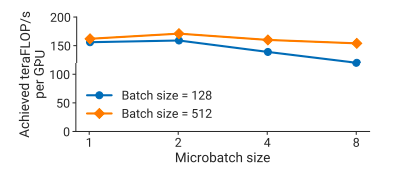 Achieved teraFLOP/s
per GPU
200
150
100
50
0
Batch size = 128
Batch size = 512
1 2 4 8
Microbatch size